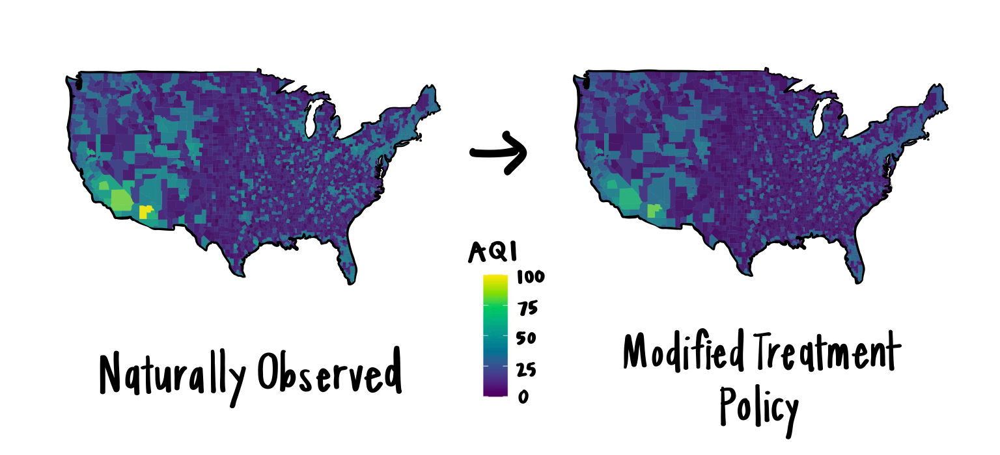 AQI
100
75
50
25
0
Naturally Observed
Modified Treatment
Policy